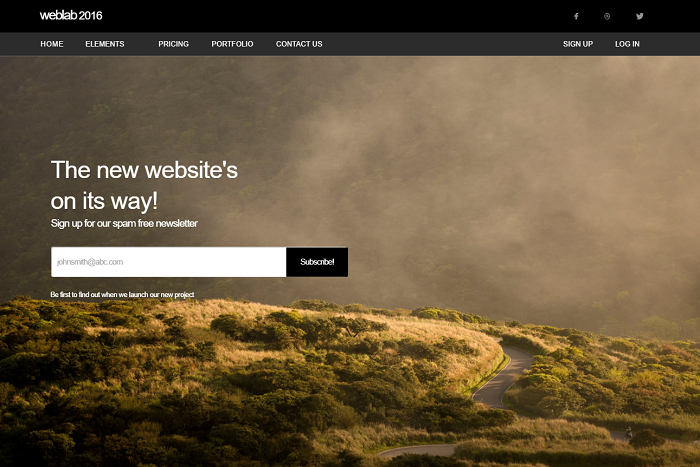 weblab 2016
HOME ELEMENTS PRICING PORTFOLIO CONTACT US SIGN UP LOG IN
The new website's
on its way!
Sign up for our spam free newsletter
johnsmith@abc.com Subscribe!
Be first to find out when we launch our new project